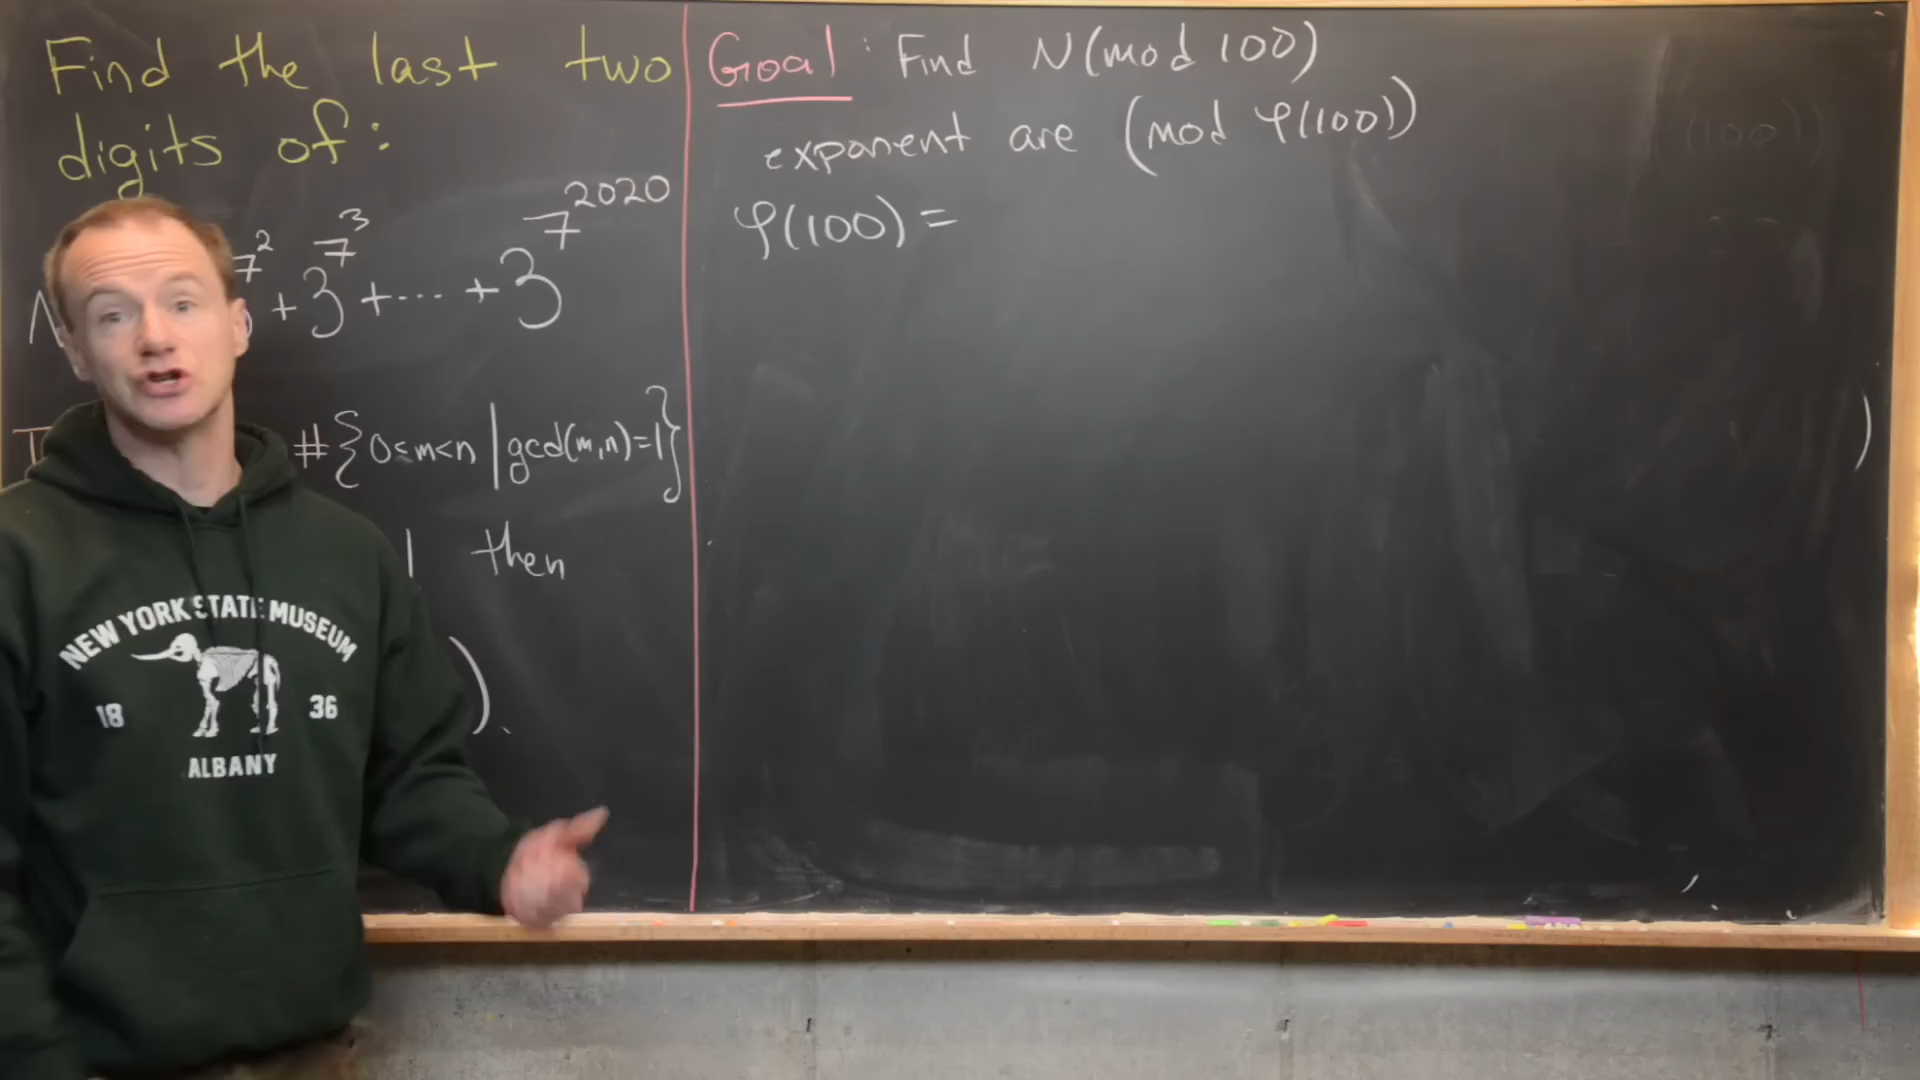 Find the last two
digits of:
N 7² + 3^7³ + ... + 3^7²⁰²⁰
#{0≤m<n | gcd(m,n)=1}
1 then
).
Goal: Find N(mod 100)
exponent are (mod φ(100))
φ(100) =
NEW YORK STATE MUSEUM
18 36
ALBANY